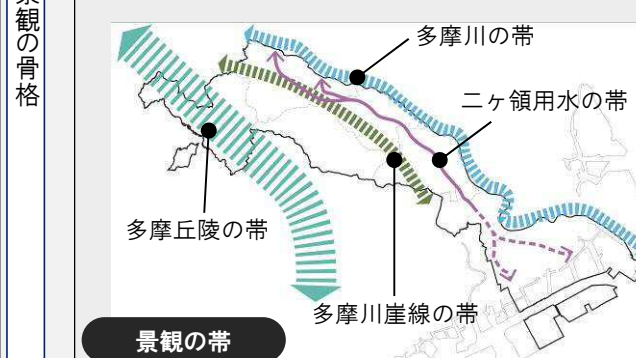 観の骨格
多摩川の帯
二ヶ領用水の帯
多摩丘陵の帯
多摩川崖線の帯
景観の帯